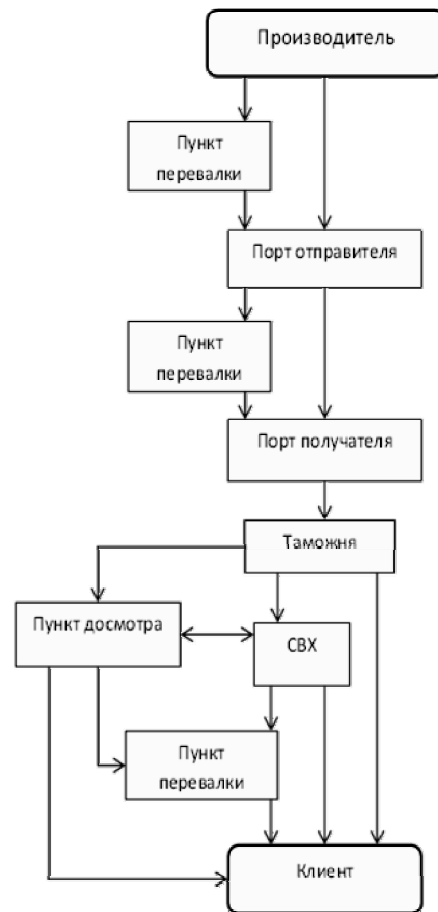 Производитель
Пункт
перевалки
Порт отправителя
Пункт
перевалки
Порт получателя
Таможня
Пункт досмотра
СВХ
Пункт
перевалки
Клиент